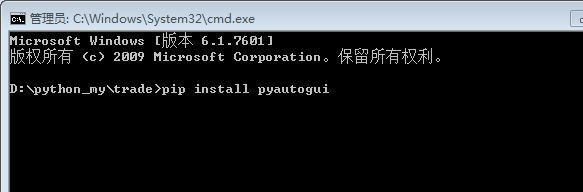 管理员: C:\Windows\System32\cmd.exe
Microsoft Windows [版本 6.1.7601]
版权所有 (c) 2009 Microsoft Corporation。保留所有权利。
D:\python_my\trade>pip install pyautogui